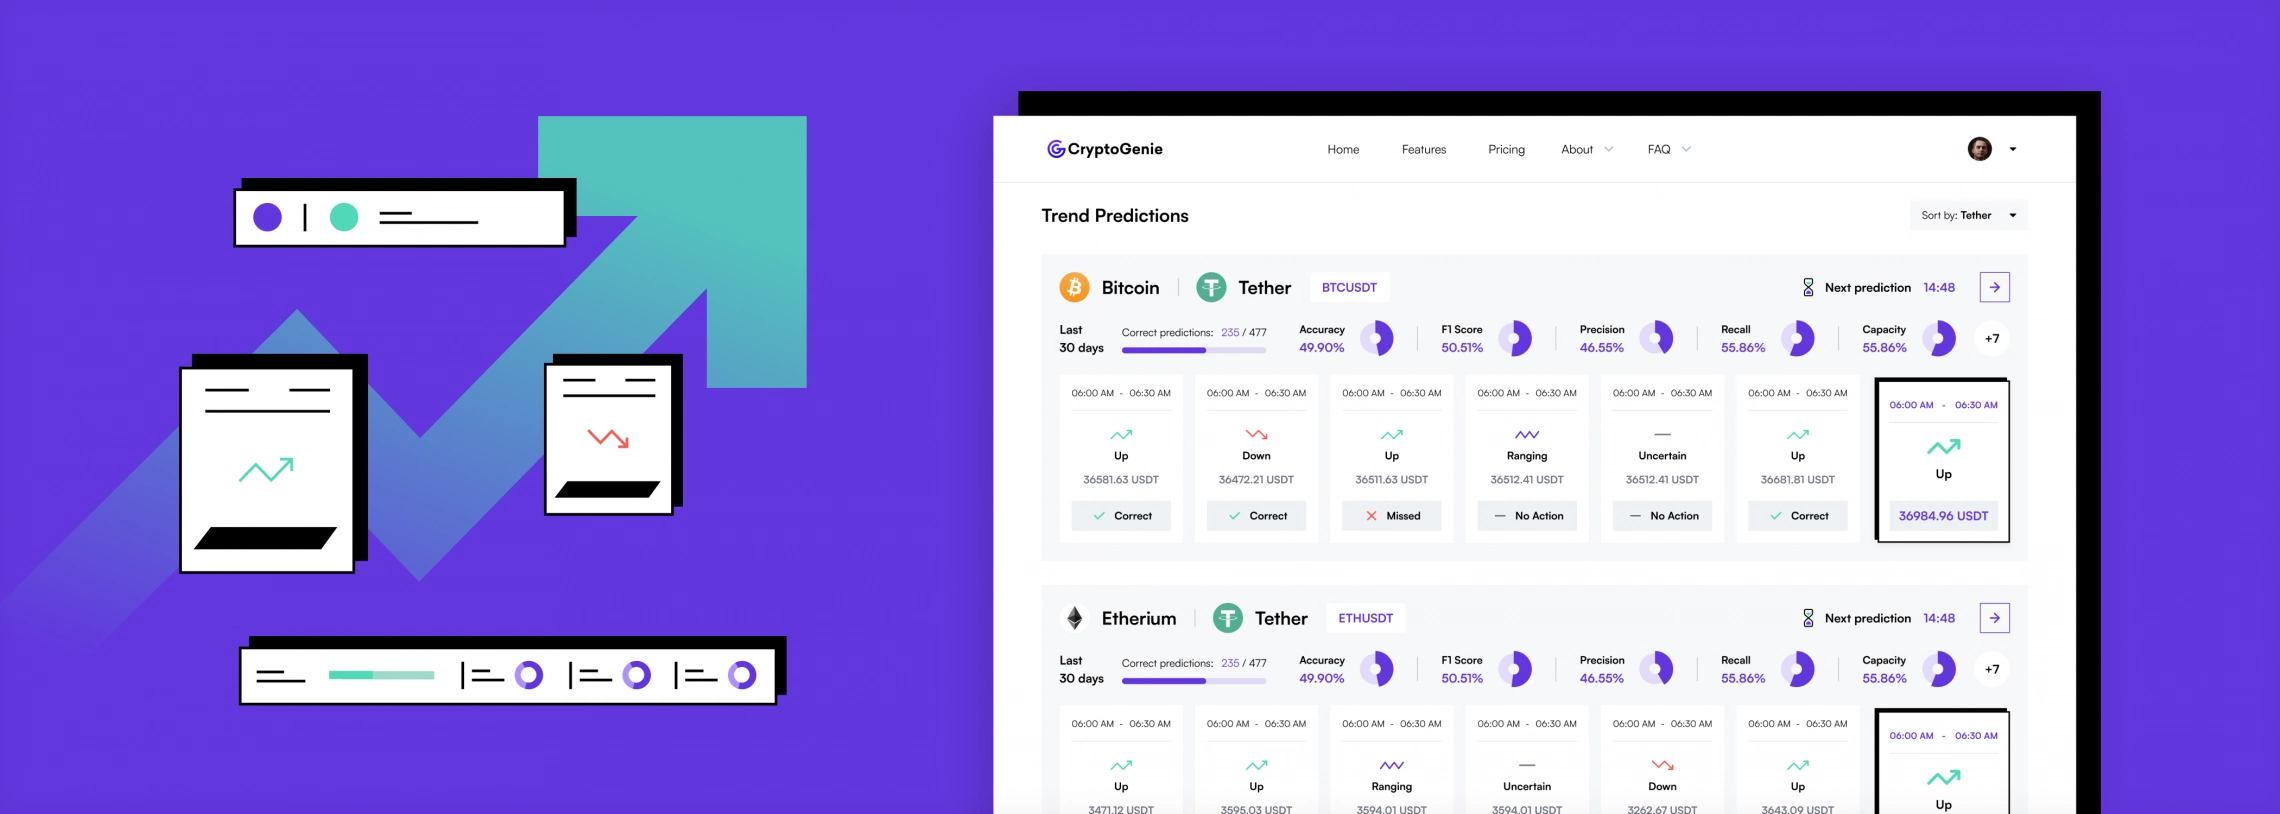 CryptoGenie Home Features Pricing About FAQ
Trend Predictions Sort by: Tether
Bitcoin Tether BTCUSDT Next prediction 14:48
Last 30 days Correct predictions: 235 / 477 Accuracy 49.90% F1 Score 50.51% Precision 46.55% Recall 55.86% Capacity 55.86% +7
06:00 AM - 06:30 AM 06:00 AM - 06:30 AM 06:00 AM - 06:30 AM 06:00 AM - 06:30 AM 06:00 AM - 06:30 AM 06:00 AM - 06:30 AM 06:00 AM - 06:30 AM
Up Down Up Ranging Uncertain Up Up
36581.63 USDT 36472.21 USDT 36511.63 USDT 36512.41 USDT 36512.41 USDT 36681.81 USDT
Correct Correct Missed No Action No Action Correct 36984.96 USDT
Etherium Tether ETHUSDT Next prediction 14:48
Last 30 days Correct predictions: 235 / 477 Accuracy 49.90% F1 Score 50.51% Precision 46.55% Recall 55.86% Capacity 55.86% +7
06:00 AM - 06:30 AM 06:00 AM - 06:30 AM 06:00 AM - 06:30 AM 06:00 AM - 06:30 AM 06:00 AM - 06:30 AM 06:00 AM - 06:30 AM 06:00 AM - 06:30 AM
Up Up Ranging Uncertain Down Up Up
3471.12 USDT 3595.03 USDT 3594.01 USDT 3594.01 USDT 3262.67 USDT 3643.09 USDT